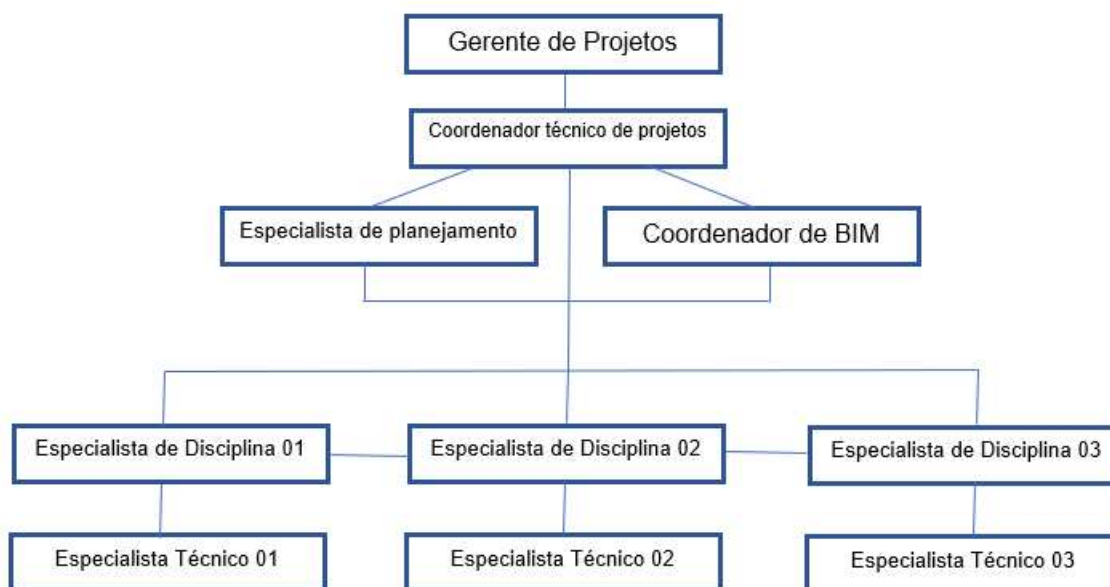 Gerente de Projetos
Coordenador técnico de projetos
Especialista de planejamento
Coordenador de BIM
Especialista de Disciplina 01
Especialista de Disciplina 02
Especialista de Disciplina 03
Especialista Técnico 01
Especialista Técnico 02
Especialista Técnico 03